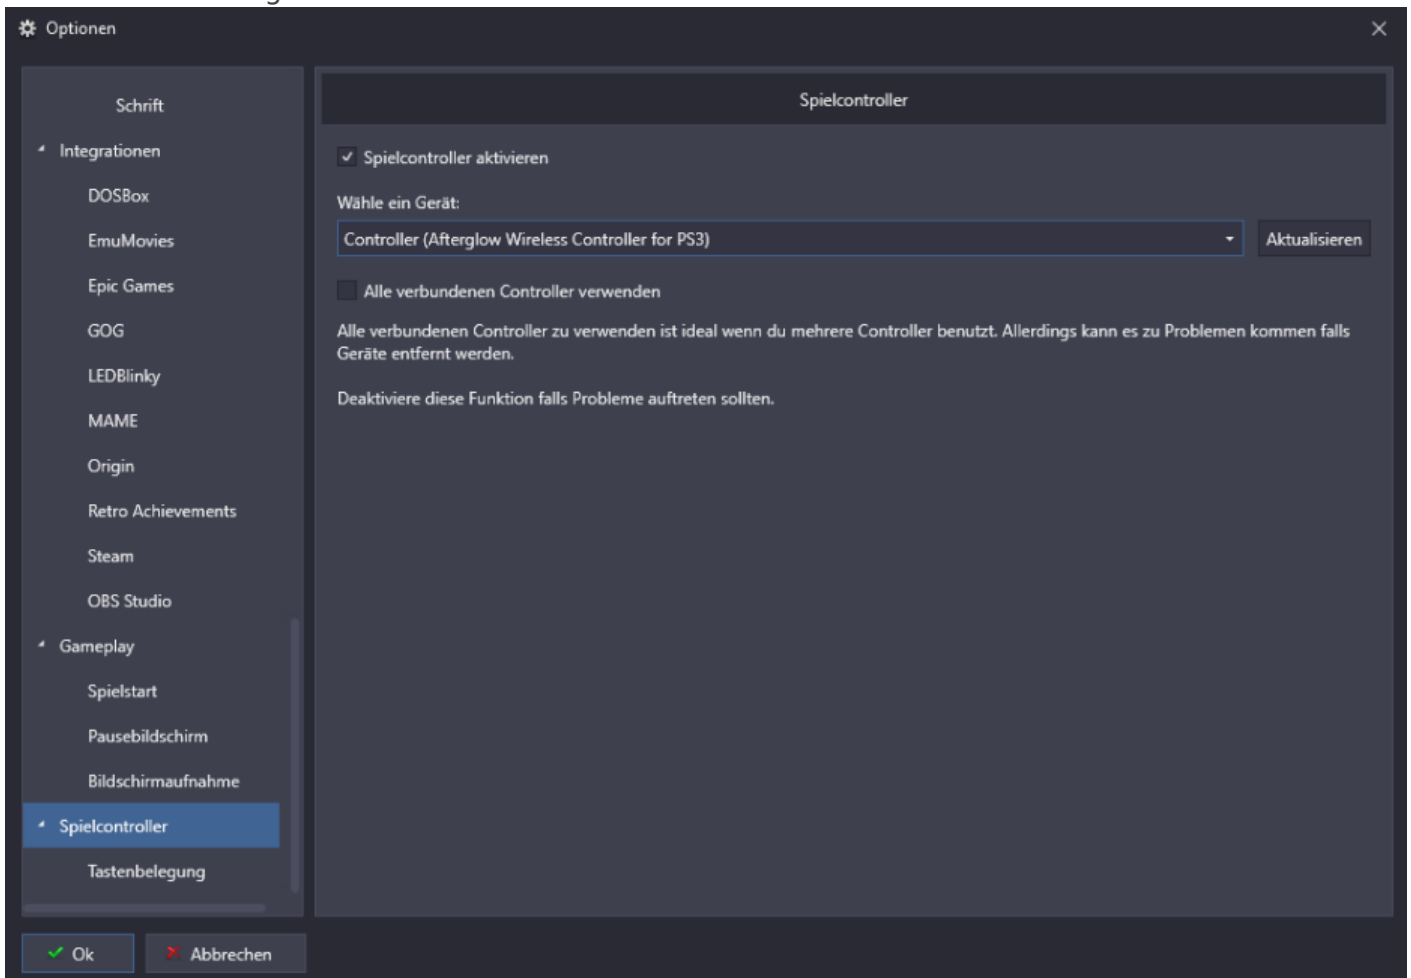 Optionen
Schrift
Integrationen
DOSBox
EmuMovies
Epic Games
GOG
LEDBlinky
MAME
Origin
Retro Achievements
Steam
OBS Studio
Gameplay
Spielstart
Pausebildschirm
Bildschirmaufnahme
Spielcontroller
Tastenbelegung
Spielcontroller
Spielcontroller aktivieren
Wähle ein Gerät:
Controller (Afterglow Wireless Controller for PS3)
Aktualisieren
Alle verbundenen Controller verwenden
Alle verbundenen Controller zu verwenden ist ideal wenn du mehrere Controller benutzt. Allerdings kann es zu Problemen kommen falls
Geräte entfernt werden.
Deaktiviere diese Funktion falls Probleme auftreten sollten.
Ok
Abbrechen